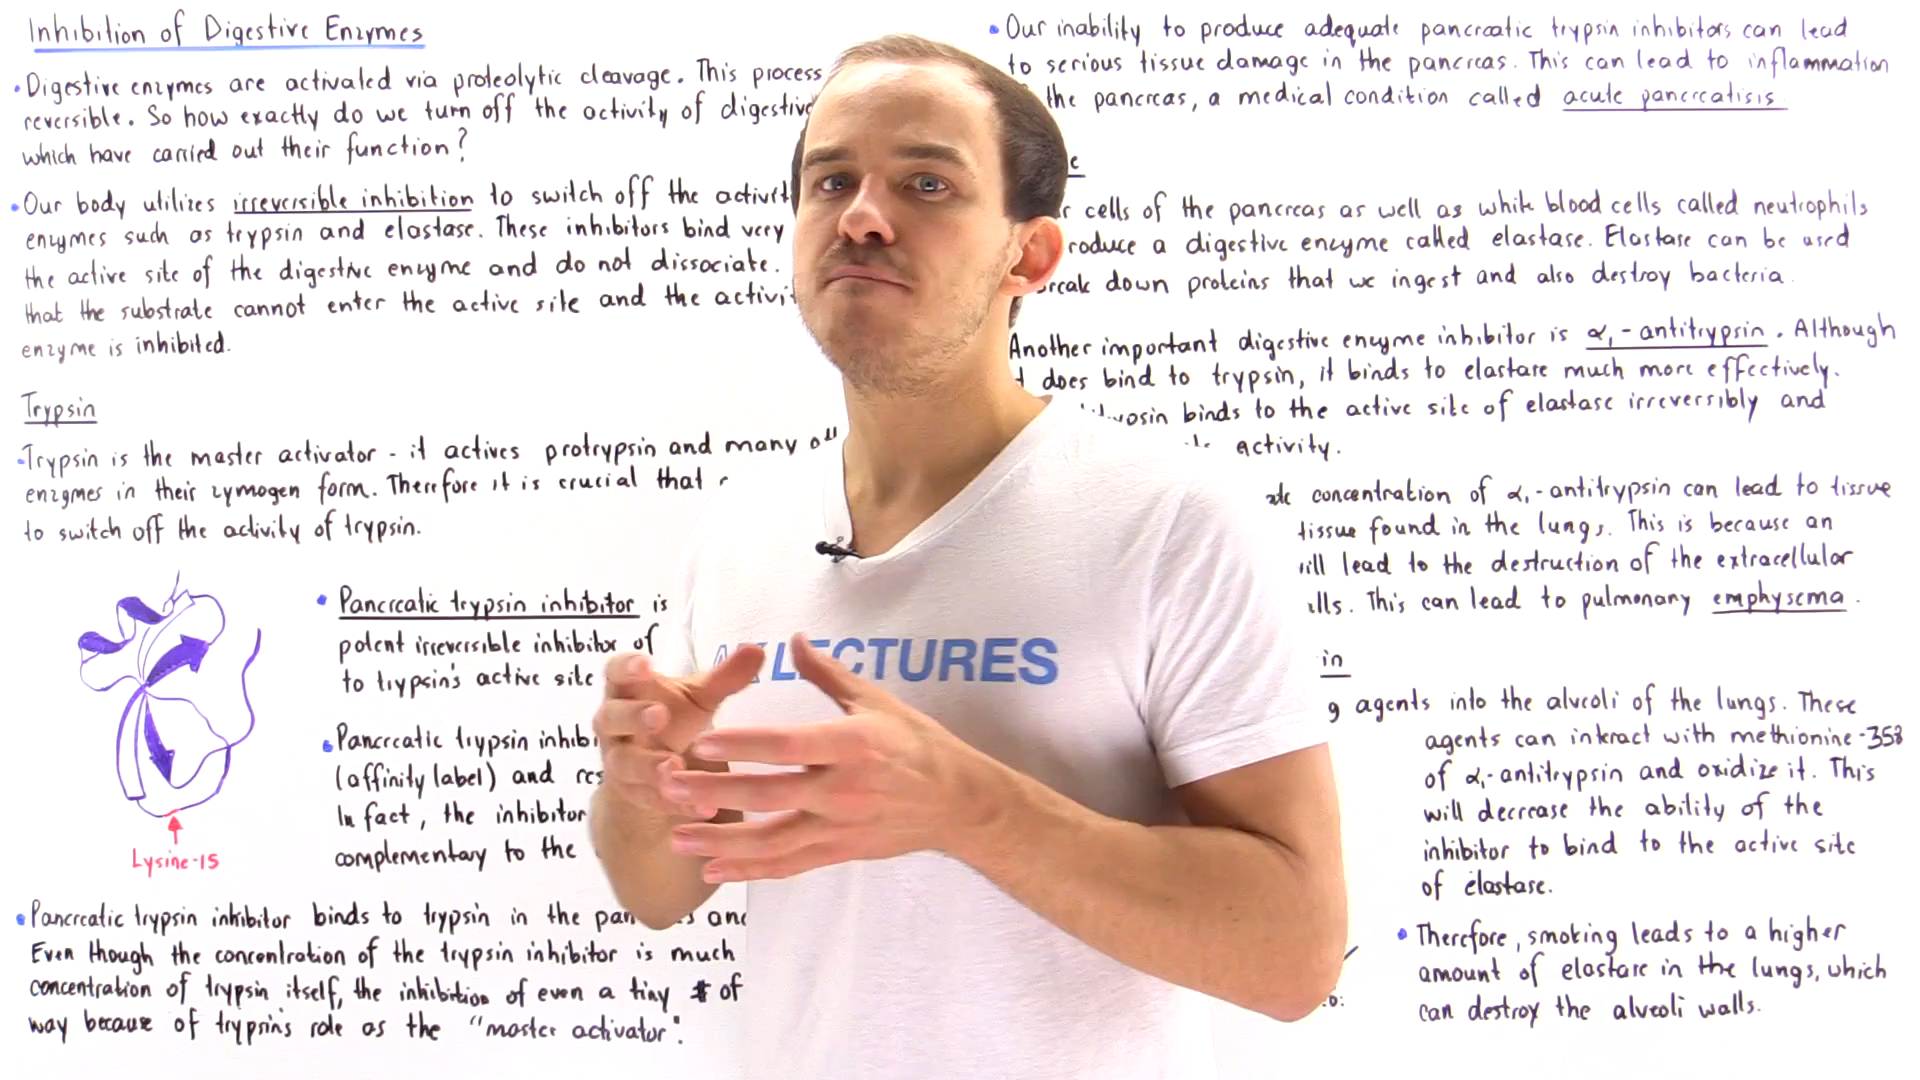 Inhibition of Digestive Enzymes
• Digestive enzymes are activated via proteolytic cleavage. This process
reversible. So how exactly do we turn off the activity of digestive
which have carried out their function?
• Our body utilizes irreversible inhibition to switch off the
enzymes such as trypsin and elastase. These inhibitors bind very
the active site of the digestive enzyme and do not dissociate.
that the substrate cannot enter the active site and the
enzyme is inhibited.
Trypsin
• Trypsin is the master activator - it actives protrypsin and many
enzymes in their zymogen form. Therefore it is crucial that
to switch off the activity of trypsin.
• Pancreatic trypsin inhibitor is
potent irreversible inhibitor of
to trypsin's active site
• Pancreatic trypsin
(affinity label) and
In fact, the inhibitor
complementary to the
Lysine-15
• Pancreatic trypsin inhibitor binds to trypsin in the
Even though the concentration of the trypsin inhibitor is much
concentration of trypsin itself, the inhibition of even a tiny # of
way because of trypsin's role as the "master activator".
• Our inability to produce adequate pancreatic trypsin inhibitors can lead
to serious tissue damage in the pancreas. This can lead to inflammation
the pancreas, a medical condition called acute pancreatisis
cells of the pancreas as well as white blood cells called neutrophils
a digestive enzyme called elastase. Elastase can be used
down proteins that we ingest and also destroy bacteria.
Another important digestive enzyme inhibitor is α₁-antitrypsin. Although
does bind to trypsin, it binds to elastase much more effectively.
binds to the active site of elastase irreversibly and
activity.
concentration of α₁-antitrypsin can lead to tissue
tissue found in the lungs. This is because an
lead to the destruction of the extracellular
This can lead to pulmonary emphysema.
in
agents into the alveoli of the lungs. These
agents can interact with methionine-358
of α₁-antitrypsin and oxidize it. This
will decrease the ability of the
inhibitor to bind to the active site
of elastase.
• Therefore, smoking leads to a higher
amount of elastase in the lungs, which
can destroy the alveoli walls.
AK LECTURES